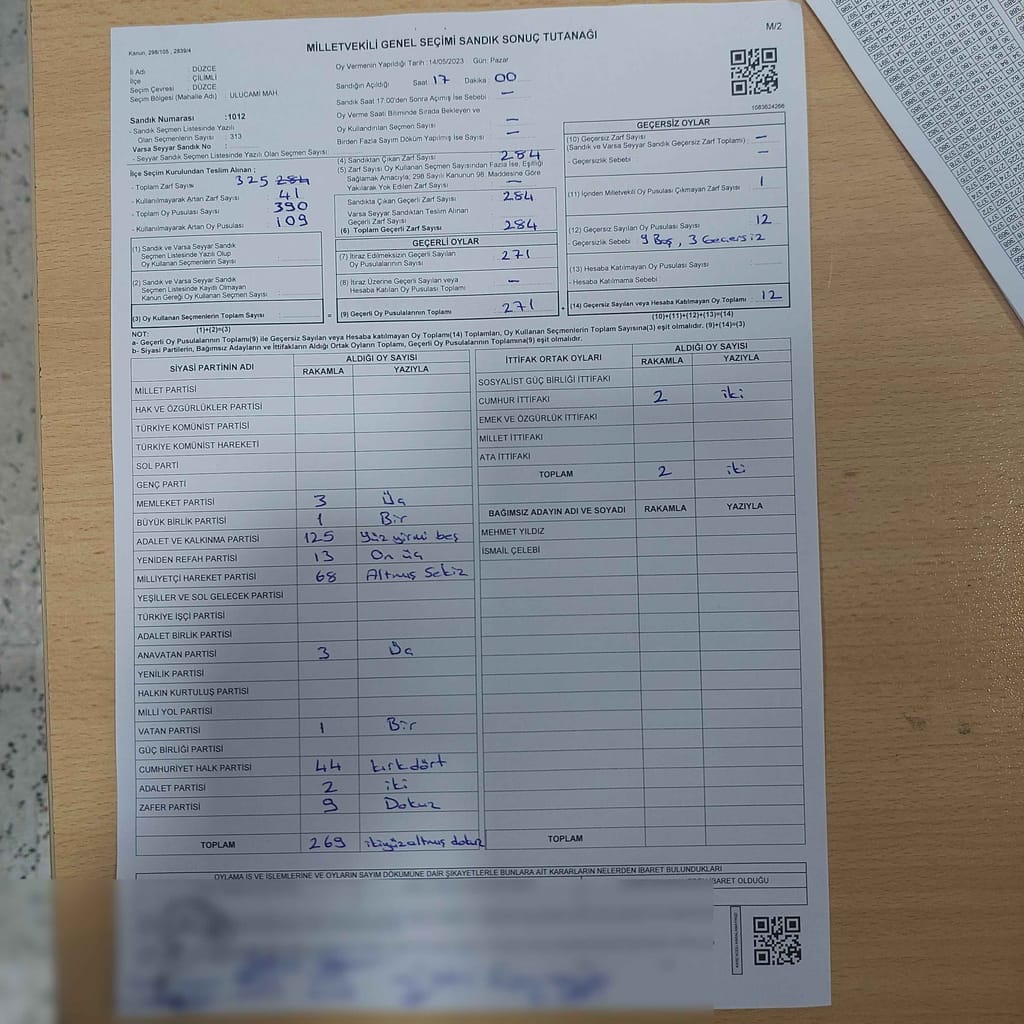 M/2
Kanun, 298/105 , 2839/4
MİLLETVEKİLİ GENEL SEÇİMİ SANDIK SONUÇ TUTANAĞI
İl Adı : DÜZCE
İlçe : ÇİLİMLİ
Seçim Çevresi : DÜZCE
Seçim Bölgesi (Mahalle Adı) : ULUCAMİ MAH.
Sandık Numarası :1012
- Sandık Seçmen Listesinde Yazılı
Olan Seçmenlerin Sayısı : 313
Varsa Seyyar Sandık No :
- Seyyar Sandık Seçmen Listesinde Yazılı Olan Seçmen Sayısı:
İlçe Seçim Kurulundan Teslim Alınan ;
- Toplam Zarf Sayısı 325 284
- Kullanılmayarak Artan Zarf Sayısı : 41
- Toplam Oy Pusulası Sayısı 390
- Kullanılmayarak Artan Oy Pusulası : 109
(1) Sandık ve Varsa Seyyar Sandık
Seçmen Listesinde Yazılı Olup
Oy Kullanan Seçmenlerin Sayısı :
(2) Sandık ve Varsa Seyyar Sandık
Seçmen Listesinde Kayıtlı Olmayan
Kanun Gereği Oy Kullanan Seçmen Sayısı :
(3) Oy Kullanan Seçmenlerin Toplam Sayısı : =
(1)+(2)=(3)
Oy Vermenin Yapıldığı Tarih :14/05/2023 Gün: Pazar
Sandığın Açıldığı Saat: 17 Dakika : 00
Sandık Saat 17.00'den Sonra Açımış İse Sebebi : —
Oy Verme Saati Bitiminde Sırada Bekleyen ve
Oy Kullandırılan Seçmen Sayısı : —
Birden Fazla Sayım Döküm Yapılmış İse Sayısı : —
(4) Sandıktan Çıkan Zarf Sayısı : 284
(5) Zarf Sayısı Oy Kullanan Seçmen Sayısından Fazla İse, Eşitliği
Sağlamak Amacıyla, 298 Sayılı Kanunun 98. Maddesine Göre
Yakılarak Yok Edilen Zarf Sayısı : —
Sandıkta Çıkan Geçerli Zarf Sayısı : 284
Varsa Seyyar Sandıktan Teslim Alınan
Geçerli Zarf Sayısı :
(6) Toplam Geçerli Zarf Sayısı : 284
GEÇERLİ OYLAR
(7) İtiraz Edilmeksizin Geçerli Sayılan
Oy Pusulalarının Sayısı : 271
(8) İtiraz Üzerine Geçerli Sayılan veya
Hesaba Katılan Oy Pusulası Toplamı : —
(9) Geçerli Oy Pusulalarının Toplamı : 271 +
1083624266
GEÇERSİZ OYLAR
(10) Geçersiz Zarf Sayısı
(Sandık ve Varsa Seyyar Sandık Geçersiz Zarf Toplamı) : —
- Geçersizlik Sebebi : —
(11) İçinden Milletvekili Oy Pusulası Çıkmayan Zarf Sayısı : 1
(12) Geçersiz Sayılan Oy Pusulası Sayısı : 12
- Geçersizlik Sebebi : 9 Boş, 3 Geçersiz
(13) Hesaba Katılmayan Oy Pusulası Sayısı :
- Hesaba Katılmama Sebebi :
(14) Geçersiz Sayılan veya Hesaba Katılmayan Oy Toplamı : 12
(10)+(11)+(12)+(13)=(14)
NOT:
a- Geçerli Oy Pusulalarının Toplamı(9) ile Geçersiz Sayılan veya Hesaba katılmayan Oy Toplamı(14) Toplamları, Oy Kullanan Seçmenlerin Toplam Sayısına(3) eşit olmalıdır. (9)+(14)=(3)
b- Siyasi Partilerin, Bağımsız Adayların ve İttifakların Aldığı Ortak Oyların Toplamı, Geçerli Oy Pusulalarının Toplamına(9) eşit olmalıdır.
SİYASİ PARTİNİN ADI ALDIĞI OY SAYISI
RAKAMLA YAZIYLA
MİLLET PARTİSİ
HAK VE ÖZGÜRLÜKLER PARTİSİ
TÜRKİYE KOMÜNİST PARTİSİ
TÜRKİYE KOMÜNİST HAREKETİ
SOL PARTİ
GENÇ PARTİ
MEMLEKET PARTİSİ 3 Üç
BÜYÜK BİRLİK PARTİSİ 1 Bir
ADALET VE KALKINMA PARTİSİ 125 Yüz yirmi beş
YENİDEN REFAH PARTİSİ 13 On üç
MİLLİYETÇİ HAREKET PARTİSİ 68 Altmış Sekiz
YEŞİLLER VE SOL GELECEK PARTİSİ
TÜRKİYE İŞÇİ PARTİSİ
ADALET BİRLİK PARTİSİ
ANAVATAN PARTİSİ 3 Üç
YENİLİK PARTİSİ
HALKIN KURTULUŞ PARTİSİ
MİLLİ YOL PARTİSİ
VATAN PARTİSİ 1 Bir
GÜÇ BİRLİĞİ PARTİSİ
CUMHURİYET HALK PARTİSİ 44 kırk dört
ADALET PARTİSİ 2 iki
ZAFER PARTİSİ 9 Dokuz
TOPLAM 269 ikiyüzaltmış dokuz
İTTİFAK ORTAK OYLARI ALDIĞI OY SAYISI
RAKAMLA YAZIYLA
SOSYALİST GÜÇ BİRLİĞİ İTTİFAKI
CUMHUR İTTİFAKI 2 iki
EMEK VE ÖZGÜRLÜK İTTİFAKI
MİLLET İTTİFAKI
ATA İTTİFAKI
TOPLAM 2 iki
BAĞIMSIZ ADAYIN ADI VE SOYADI RAKAMLA YAZIYLA
MEHMET YILDIZ
İSMAİL ÇELEBİ
TOPLAM
OYLAMA İŞ VE İŞLEMLERİNE VE OYLARIN SAYIM DÖKÜMÜNE DAİR ŞİKAYETLERLE BUNLARA AİT KARARLARIN NELERDEN İBARET BULUNDUKLARI
İBARET OLDUĞU